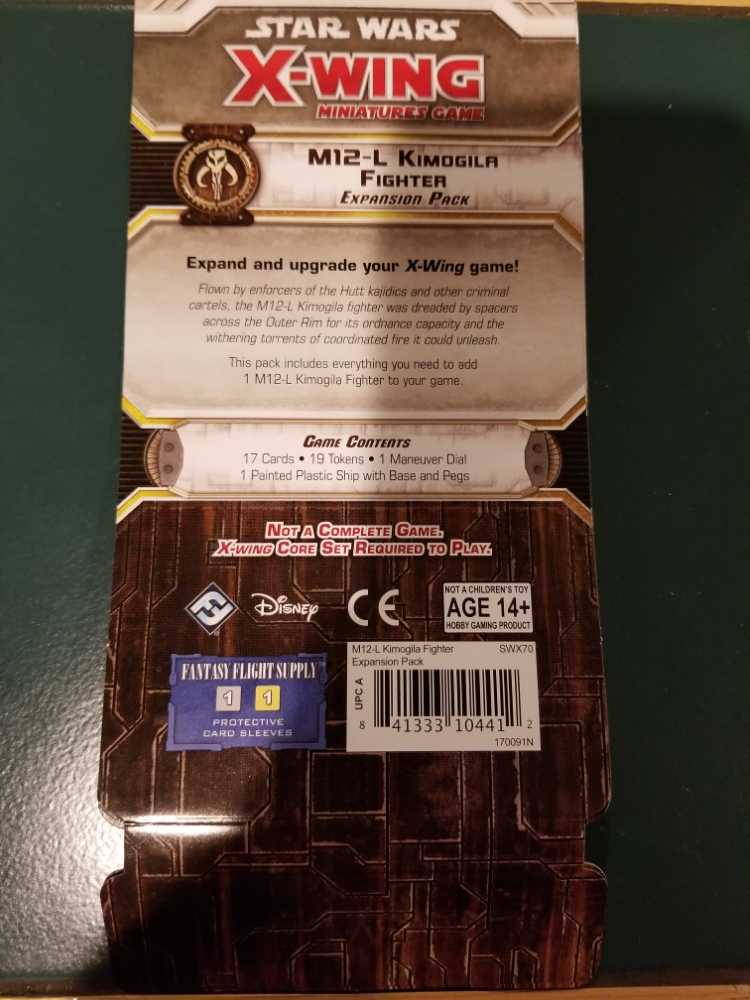 STAR WARS
X-WING
MINIATURES GAME
M12-L KIMOGILA
FIGHTER
EXPANSION PACK
Expand and upgrade your X-Wing game!
Flown by enforcers of the Hutt kajidics and other criminal
cartels, the M12-L Kimogila fighter was dreaded by spacers
across the Outer Rim for its ordnance capacity and the
withering torrents of coordinated fire it could unleash.
This pack includes everything you need to add
1 M12-L Kimogila Fighter to your game.
GAME CONTENTS
17 Cards • 19 Tokens • 1 Maneuver Dial
1 Painted Plastic Ship with Base and Pegs
NOT A COMPLETE GAME.
X-WING CORE SET REQUIRED TO PLAY.
Disney
CE
NOT A CHILDREN'S TOY
AGE 14+
HOBBY GAMING PRODUCT
M12-L Kimogila Fighter SWX70
Expansion Pack
UPC A
8 41333 10441 2
170091N
FANTASY FLIGHT SUPPLY™
1 1
PROTECTIVE
CARD SLEEVES